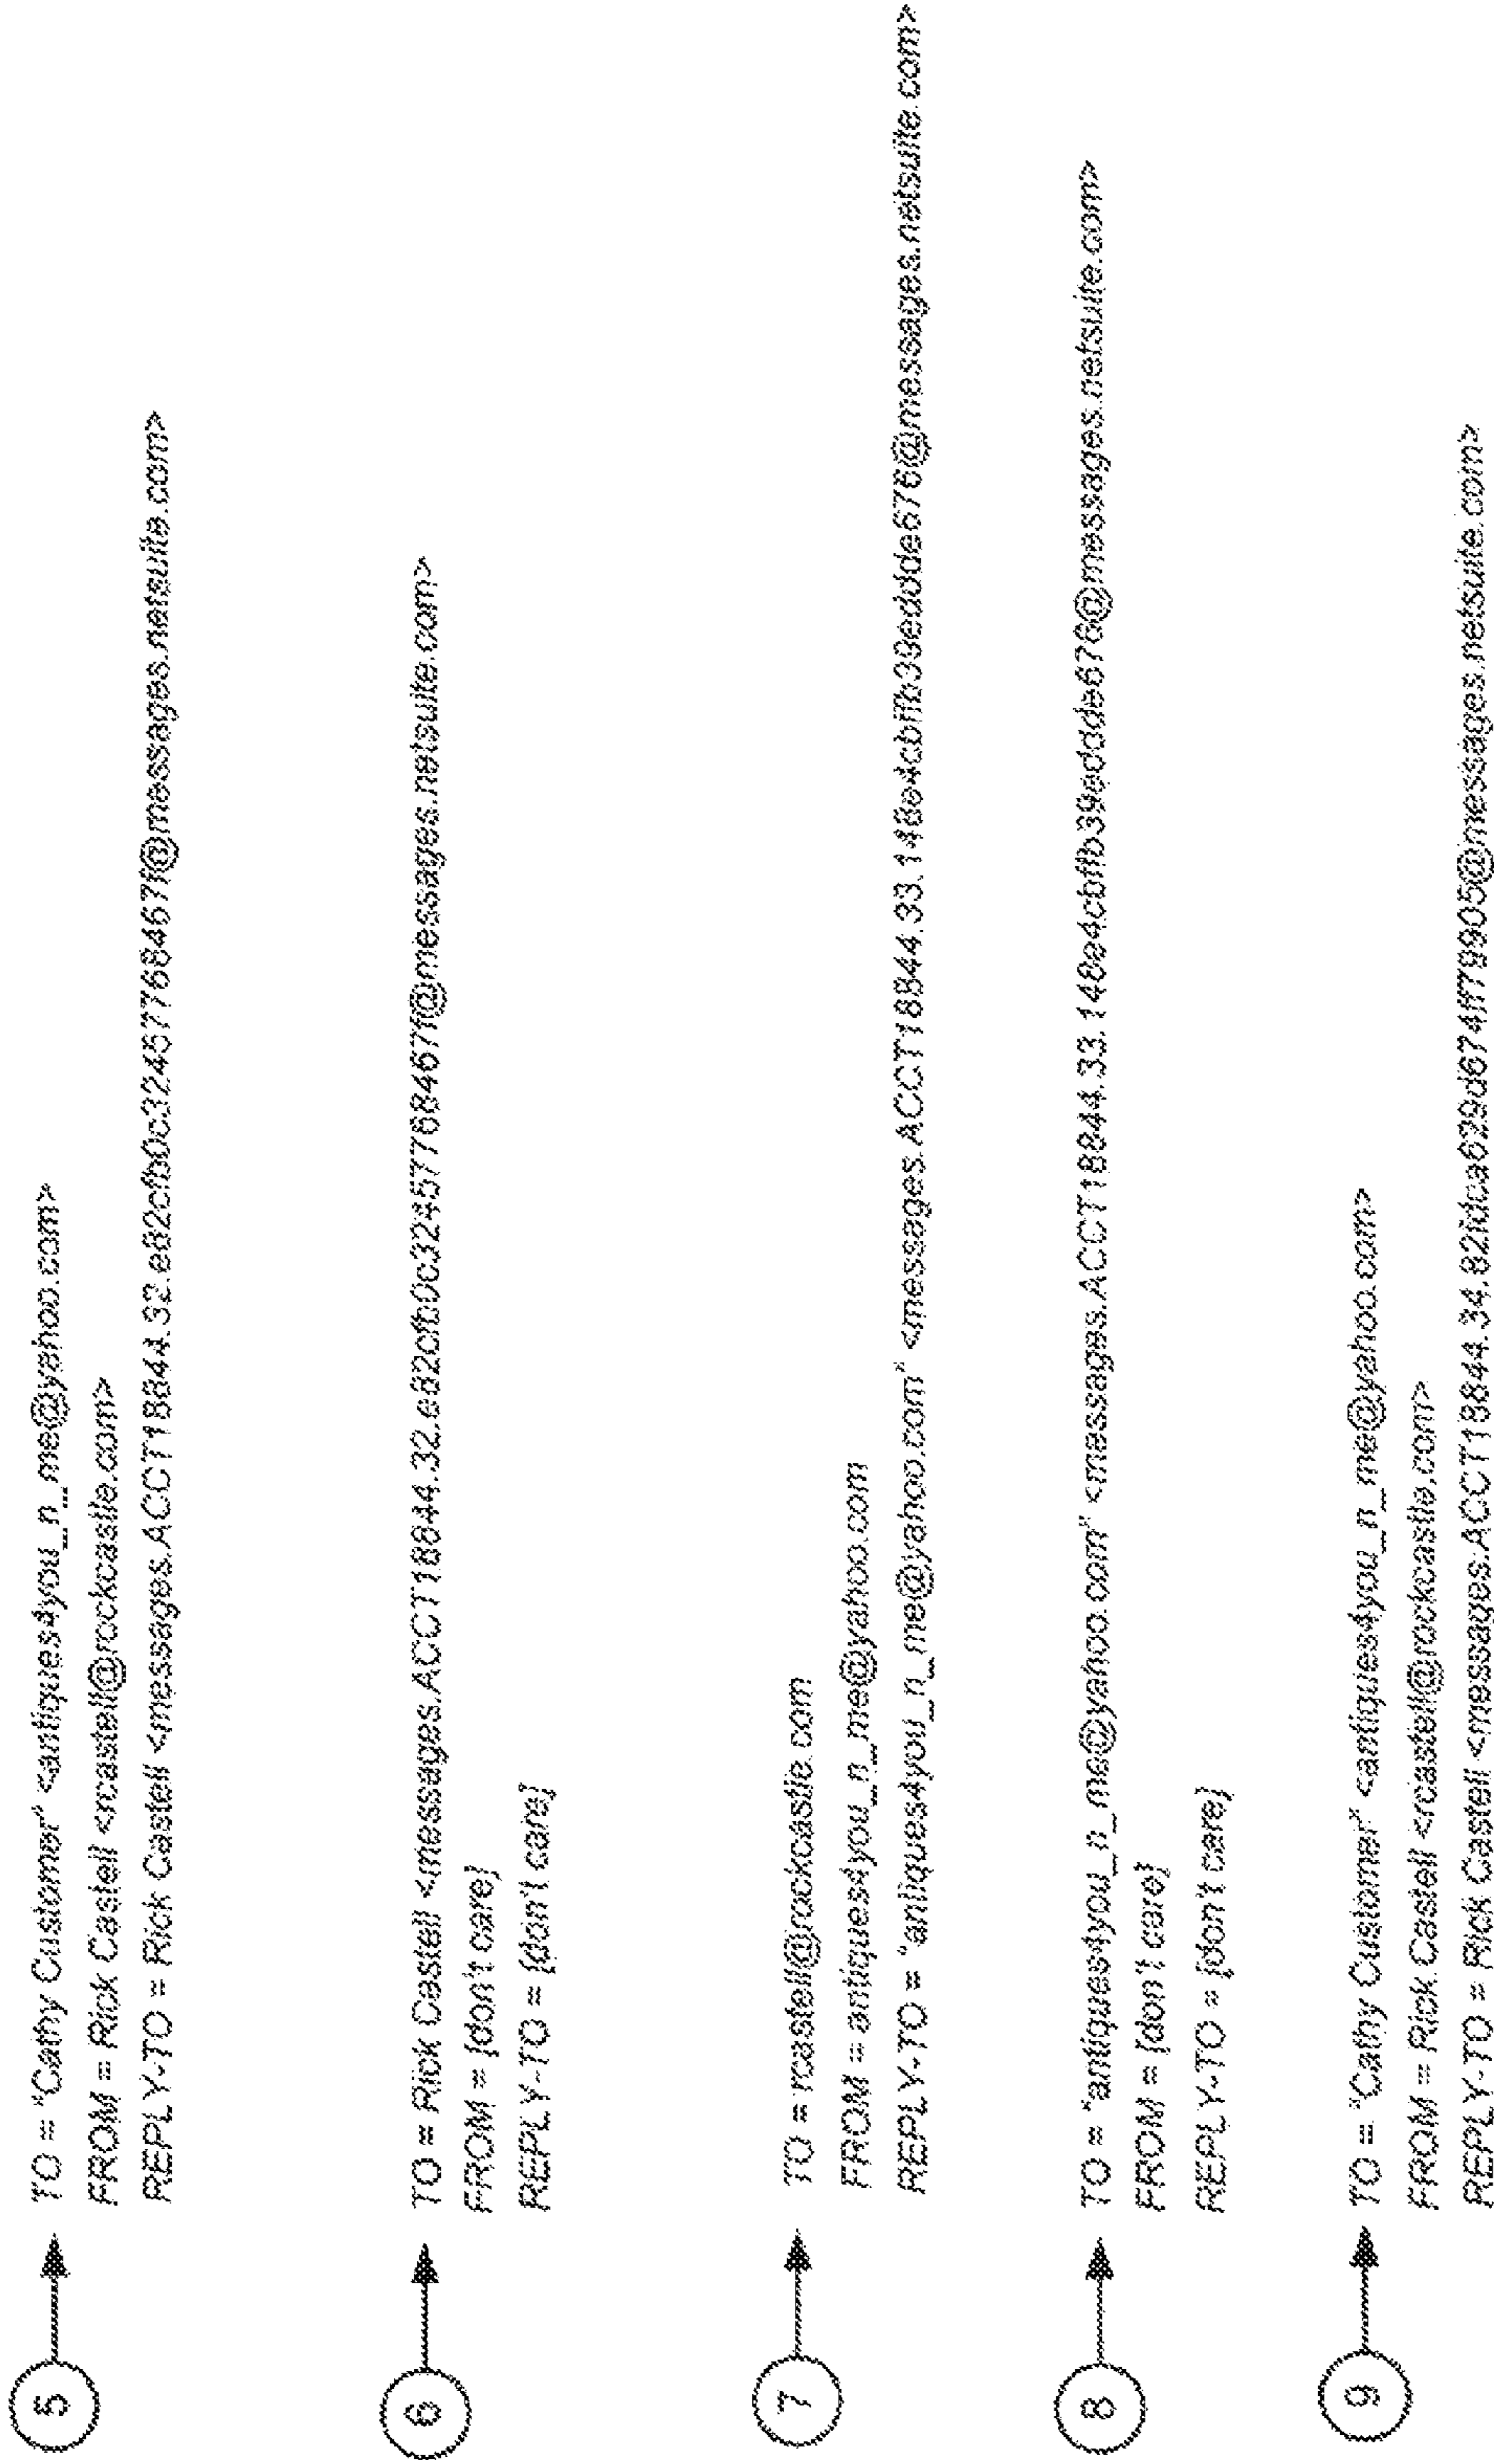 5
TO = "Cathy Customer" <antiques4you_n_me@yahoo.com>
FROM = Rick Castell <rcastell@rockcastle.com>
REPLY-TO = Rick Castell <messages.ACCT18844.32.e82cfb0c32457768467f@messages.netsuite.com>
6
TO = Rick Castell <messages.ACCT18844.32.e82cfb0c32457768467f@messages.netsuite.com>
FROM = [don't care]
REPLY-TO = [don't care]
7
TO = rcastell@rockcastle.com
FROM = antiques4you_n_me@yahoo.com
REPLY-TO = "antiques4you_n_me@yahoo.com" <messages.ACCT18844.33.148e4cbffb39eddde676@messages.netsuite.com>
8
TO = "antiques4you_n_me@yahoo.com" <messages.ACCT18844.33.148e4cbffb39eddde676@messages.netsuite.com>
FROM = [don't care]
REPLY-TO = [don't care]
9
TO = "Cathy Customer" <antiques4you_n_me@yahoo.com>
FROM = Rick Castell <rcastell@rockcastle.com>
REPLY-TO = Rick Castell <messages.ACCT18844.34.82fdca629d674ff79905@messages.netsuite.com>